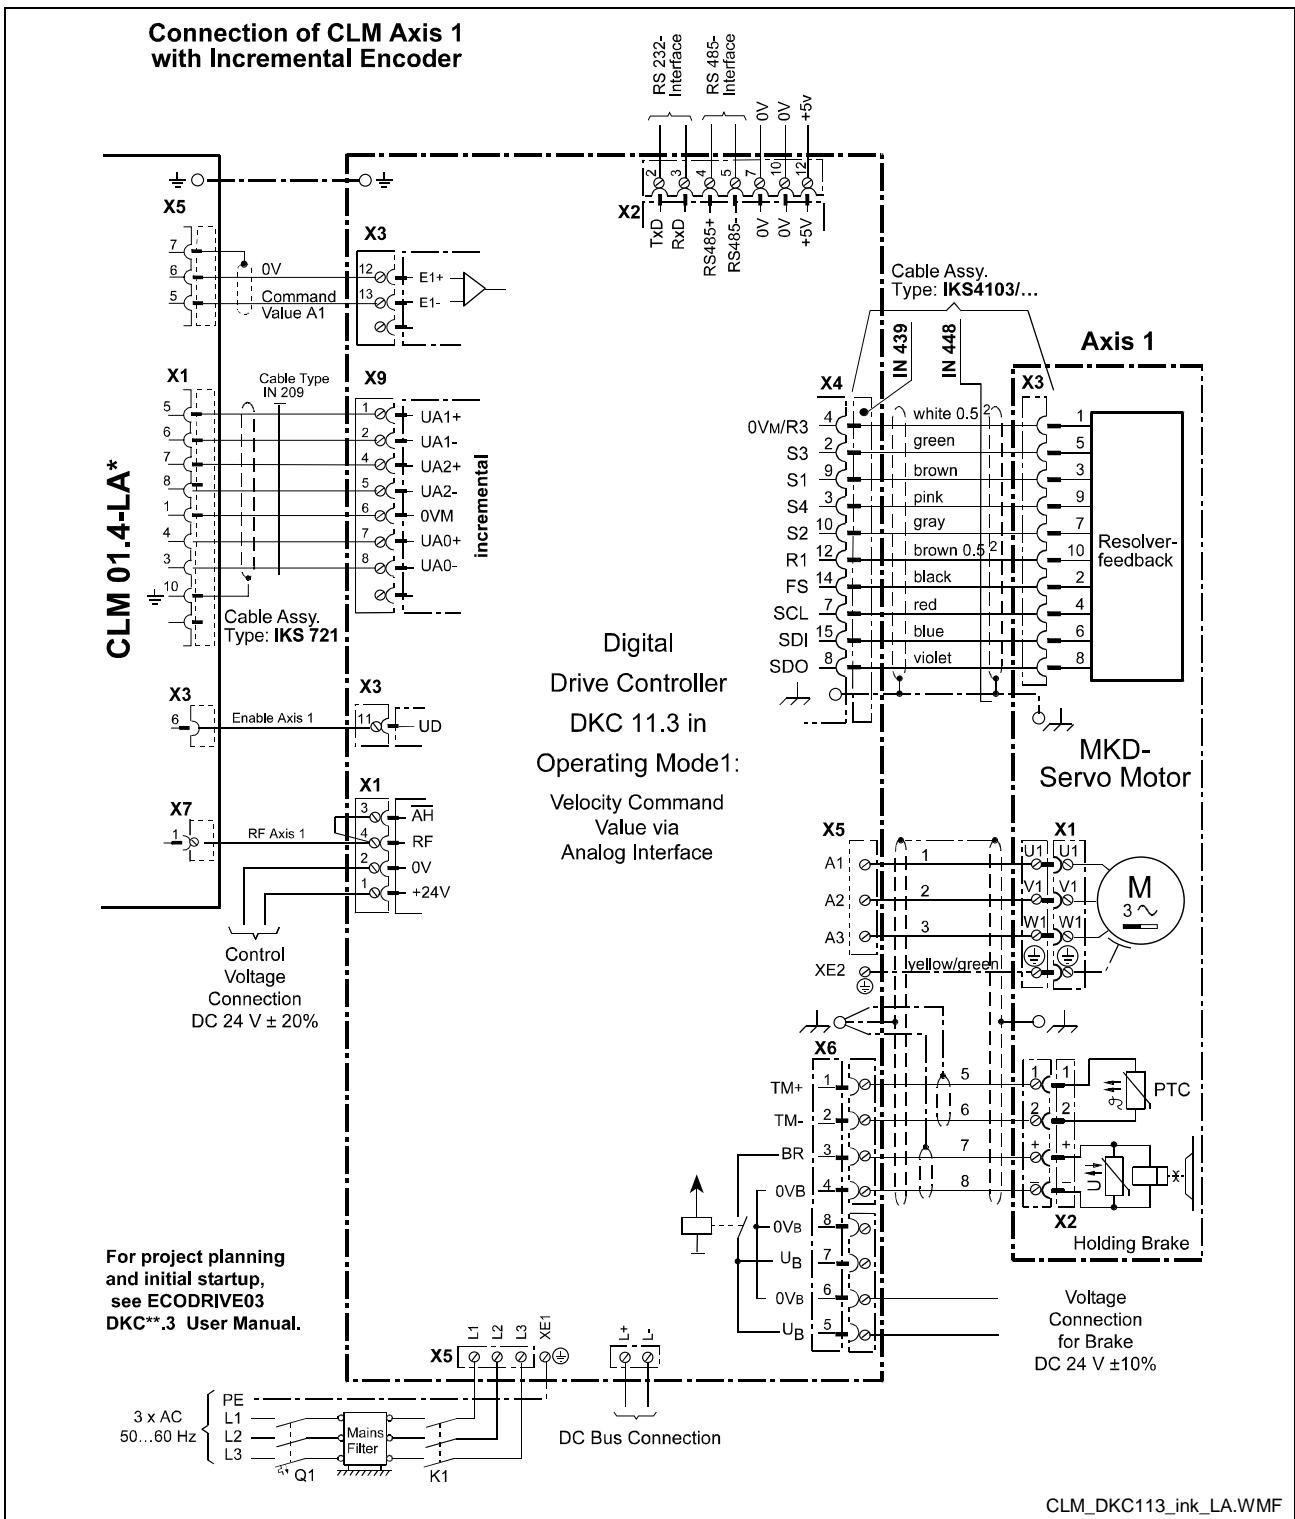 Connection of CLM Axis 1
with Incremental Encoder
RS 232-
Interface
RS 485-
Interface
0V
0V
+5v
2
3
4
5
7
10
12
X2
TxD
RxD
RS485+
RS485-
0V
0V
+5V
CLM 01.4-LA*
X5
7
6
5
0V
Command
Value A1
X3
12
13
E1+
E1-
X1
Cable Type
IN 209
5
6
7
8
1
4
3
10
Cable Assy.
Type: IKS 721
X9
1
2
4
5
6
7
8
UA1+
UA1-
UA2+
UA2-
0VM
UA0+
UA0-
incremental
X3
6
Enable Axis 1
X3
11
UD
X7
1
RF Axis 1
X1
3
4
2
1
AH
RF
0V
+24V
Control
Voltage
Connection
DC 24 V ± 20%
Digital
Drive Controller
DKC 11.3 in
Operating Mode1:
Velocity Command
Value via
Analog Interface
Cable Assy.
Type: IKS4103/...
IN 439
IN 448
Axis 1
X4
X3
0VM/R3 4 white 0.5 2 1
S3 2 green 5
S1 9 brown 3
S4 3 pink 9
S2 10 gray 7
R1 12 brown 0.5 2 10
FS 14 black 2
SCL 7 red 4
SDI 15 blue 6
SDO 8 violet 8
Resolver-
feedback
MKD-
Servo Motor
X5
X1
A1 1 U1 U1
A2 2 V1 V1
A3 3 W1 W1
XE2 yellow/green
M
3
X6
TM+ 1 5 1 1
TM- 2 6 2 2
BR 3 7 + +
0VB 4 8 – –
0VB 8
UB 7
0VB 6
UB 5
PTC
ϑ
U
X2
Holding Brake
Voltage
Connection
for Brake
DC 24 V ±10%
For project planning
and initial startup,
see ECODRIVE03
DKC**.3 User Manual.
X5
L1
L2
L3
XE1
L+
L-
3 x AC
50...60 Hz
PE
L1
L2
L3
Q1
Mains
Filter
K1
DC Bus Connection
CLM_DKC113_ink_LA.WMF